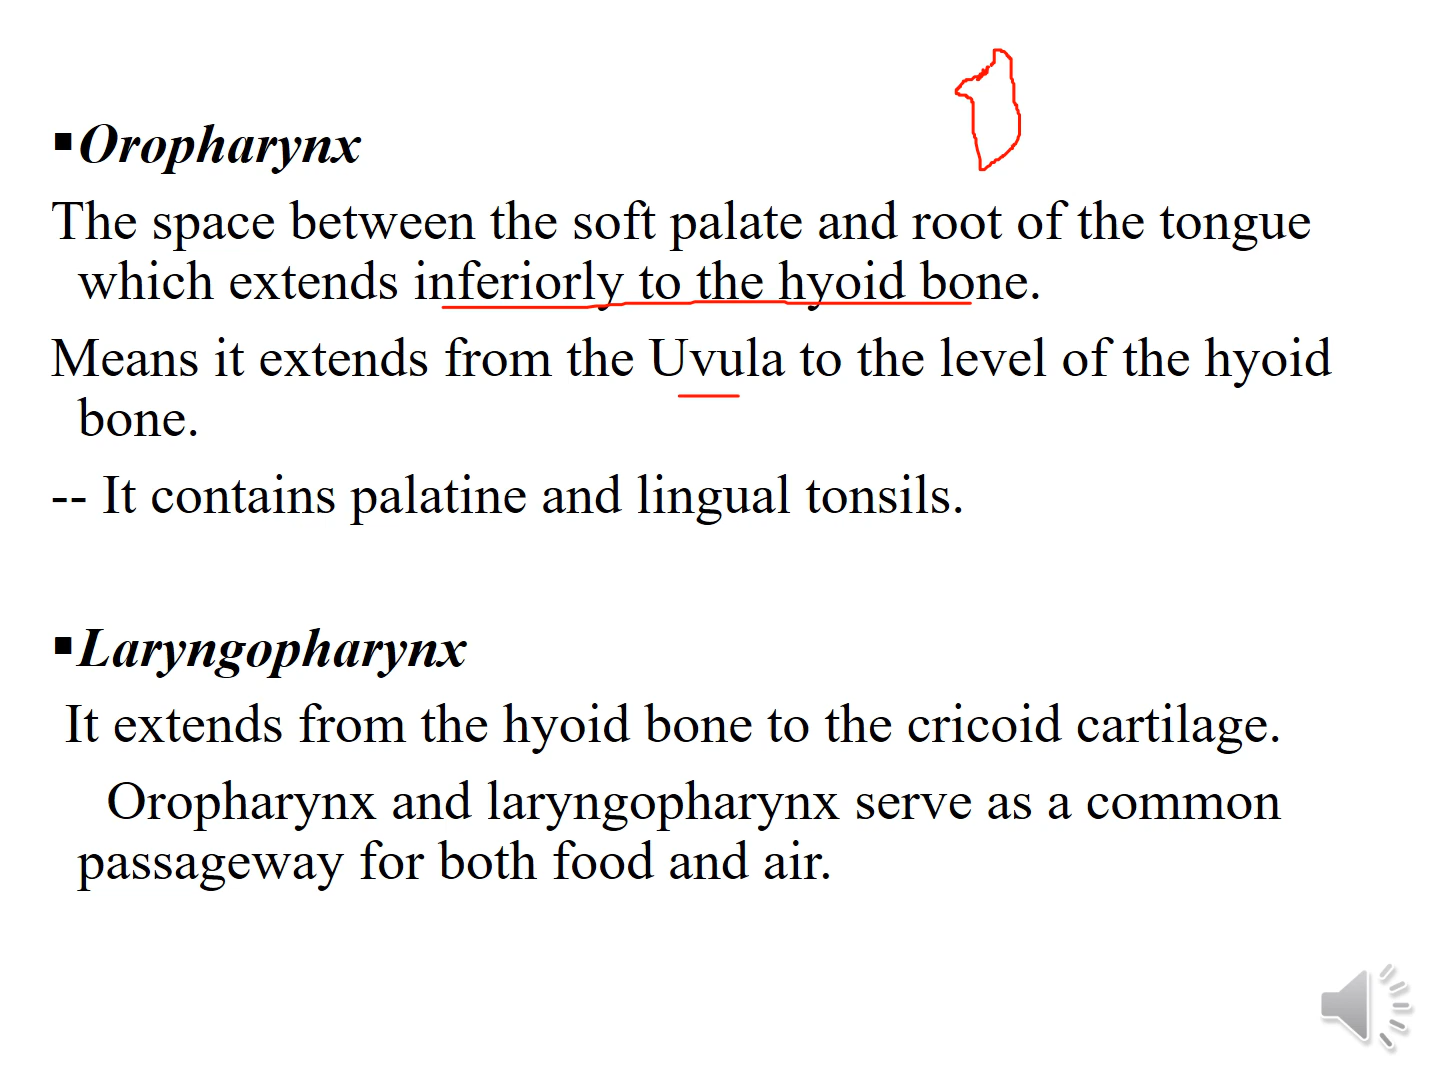 ▪Oropharynx
The space between the soft palate and root of the tongue
which extends inferiorly to the hyoid bone.
Means it extends from the Uvula to the level of the hyoid
bone.
-- It contains palatine and lingual tonsils.
▪Laryngopharynx
It extends from the hyoid bone to the cricoid cartilage.
Oropharynx and laryngopharynx serve as a common
passageway for both food and air.